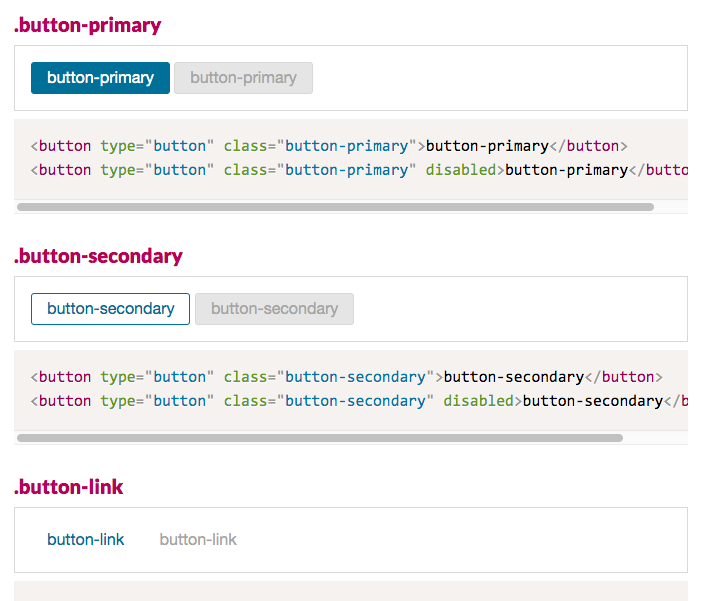 .button-primary
button-primary button-primary
<button type="button" class="button-primary">button-primary</button>
<button type="button" class="button-primary" disabled>button-primary</butto
.button-secondary
button-secondary button-secondary
<button type="button" class="button-secondary">button-secondary</button>
<button type="button" class="button-secondary" disabled>button-secondary</b
.button-link
button-link button-link